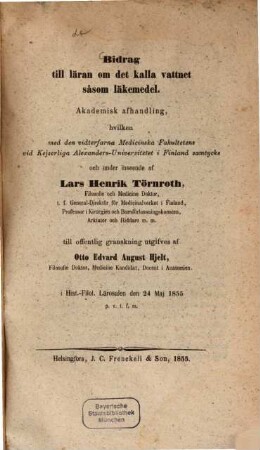 Bidrag
till läran om det kalla vattnet
såsom läkemedel.
Akademisk afhandling,
hvilken
med den vidterfarna Medicinska Fakultetens
vid Kejserliga Alexanders-Universitetet i Finland samtycke
och under inseende af
Lars Henrik Törnroth,
Filosofie och Medicine Doktor,
t. f. General-Direktör för Medicinalverket i Finland,
Professor i Kirurgien och Barnförlossningskonsten,
Arkiater och Riddare m. m.
till offentlig granskning utgifves af
Otto Edvard August Hjelt,
Filosofie Doktor, Medicine Kandidat, Docent i Anatomien.
i Hist.-Filol. Lärosalen den 24 Maj 1855
p. v. t. f. m.
Helsingfors, J. C. Frenckell & Son, 1855.
Bayerische
Staatsbibliothek
München